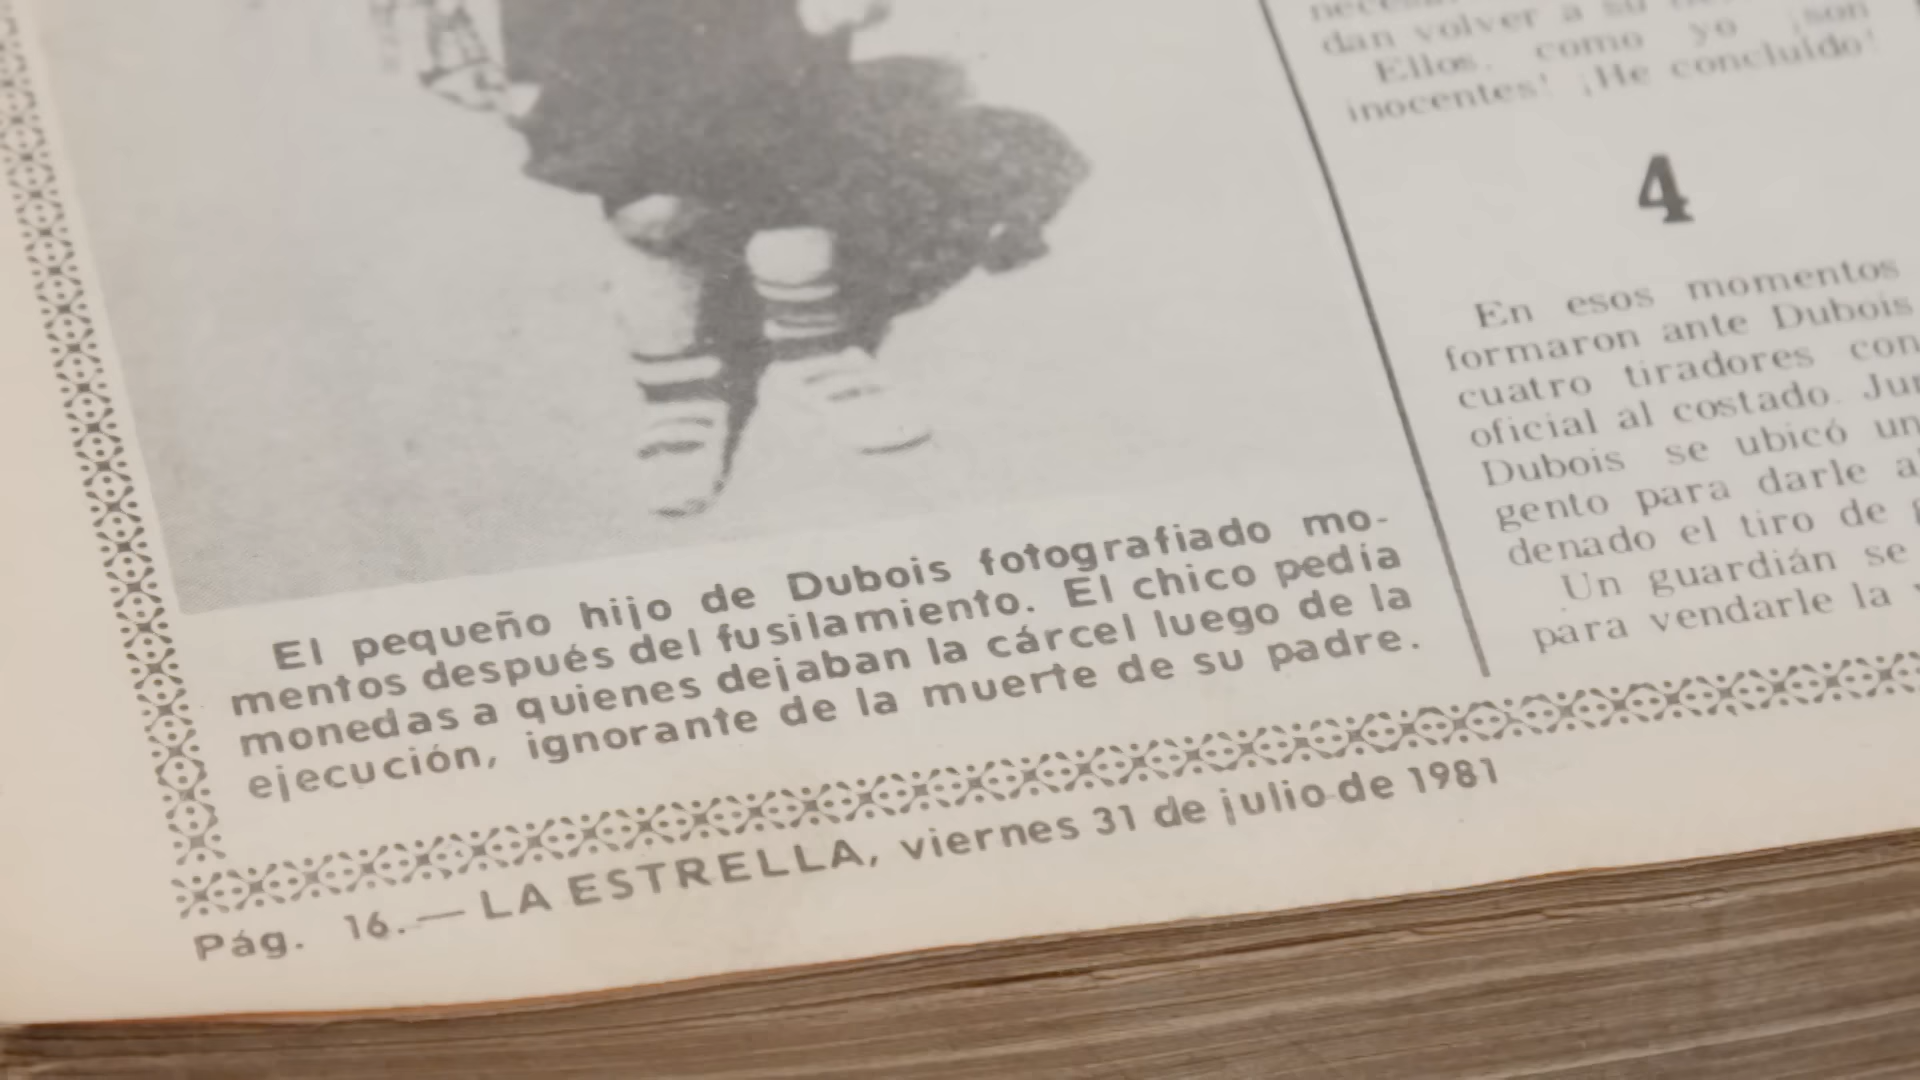 El pequeño hijo de Dubois fotografiado mo-
mentos después del fusilamiento. El chico pedía
monedas a quienes dejaban la cárcel luego de la
ejecución, ignorante de la muerte de su padre.
Pág. 16.— LA ESTRELLA, viernes 31 de julio de 1981
dan volver a su
Ellos, como yo ¡son
inocentes! ¡He concluído!
4
En esos momentos
formaron ante Dubois
cuatro tiradores con
oficial al costado. Jun
Dubois se ubicó un
gento para darle al
denado el tiro de g
Un guardián se
para vendarle la v